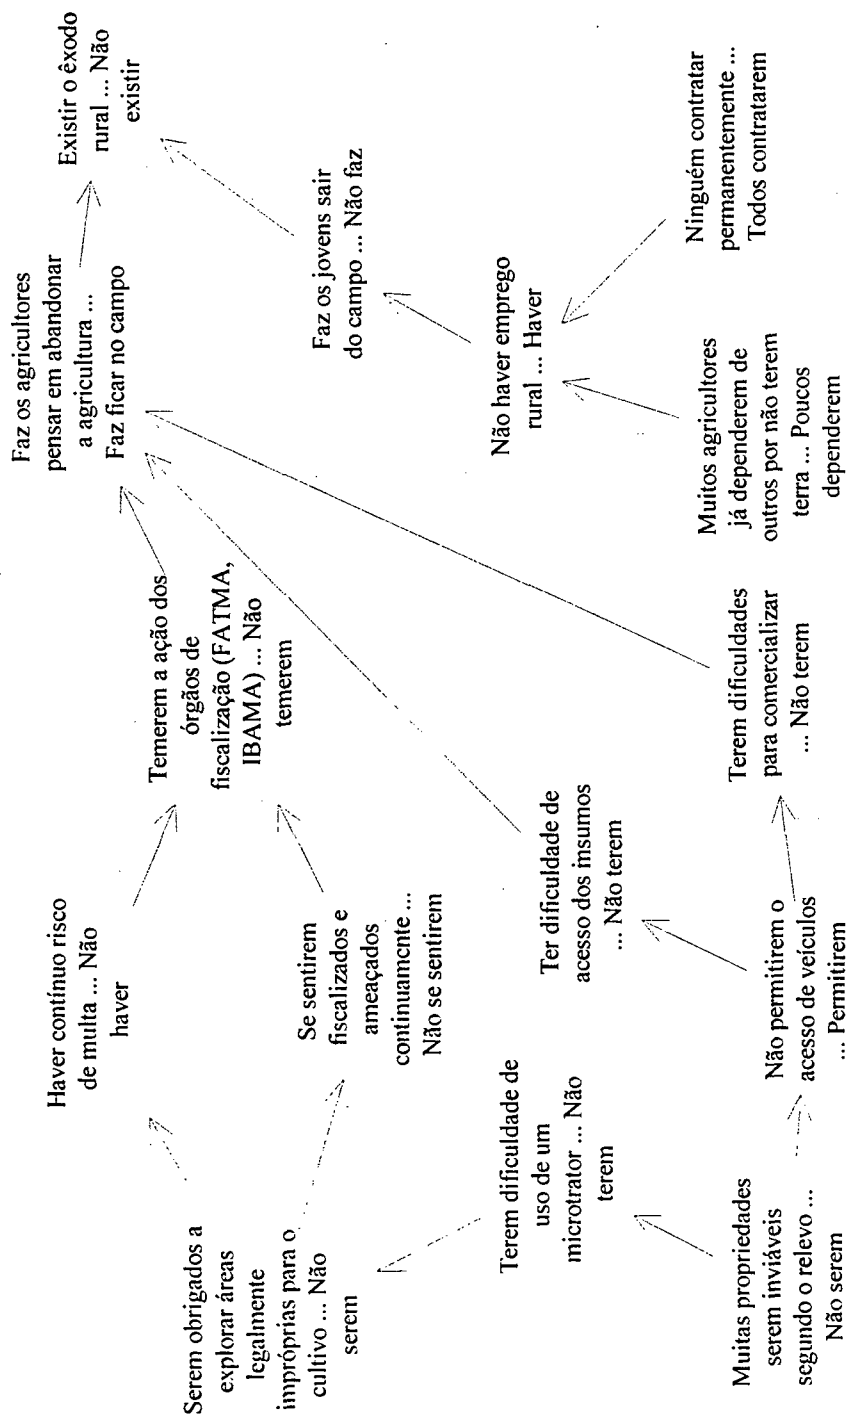 Existir o êxodo
rural ... Não
existir
Faz os agricultores
pensar em abandonar
a agricultura ...
Faz ficar no campo
Faz os jovens sair
do campo ... Não faz
Temerem a ação dos
órgãos de
fiscalização (FATMA,
IBAMA) ... Não
temerem
Não haver emprego
rural ... Haver
Haver contínuo risco
de multa ... Não
haver
Se sentirem
fiscalizados e
ameaçados
continuamente ...
Não se sentirem
Ter dificuldade de
acesso dos insumos
... Não terem
Terem dificuldades
para comercializar
... Não terem
Muitos agricultores
já dependerem de
outros por não terem
terra ... Poucos
dependerem
Ninguém contratar
permanentemente ...
Todos contratarem
Serem obrigados a
explorar áreas
legalmente
impróprias para o
cultivo ... Não
serem
Terem dificuldade de
uso de um
microtrator ... Não
terem
Não permitirem o
acesso de veículos
... Permitirem
Muitas propriedades
serem inviáveis
segundo o relevo ...
Não serem